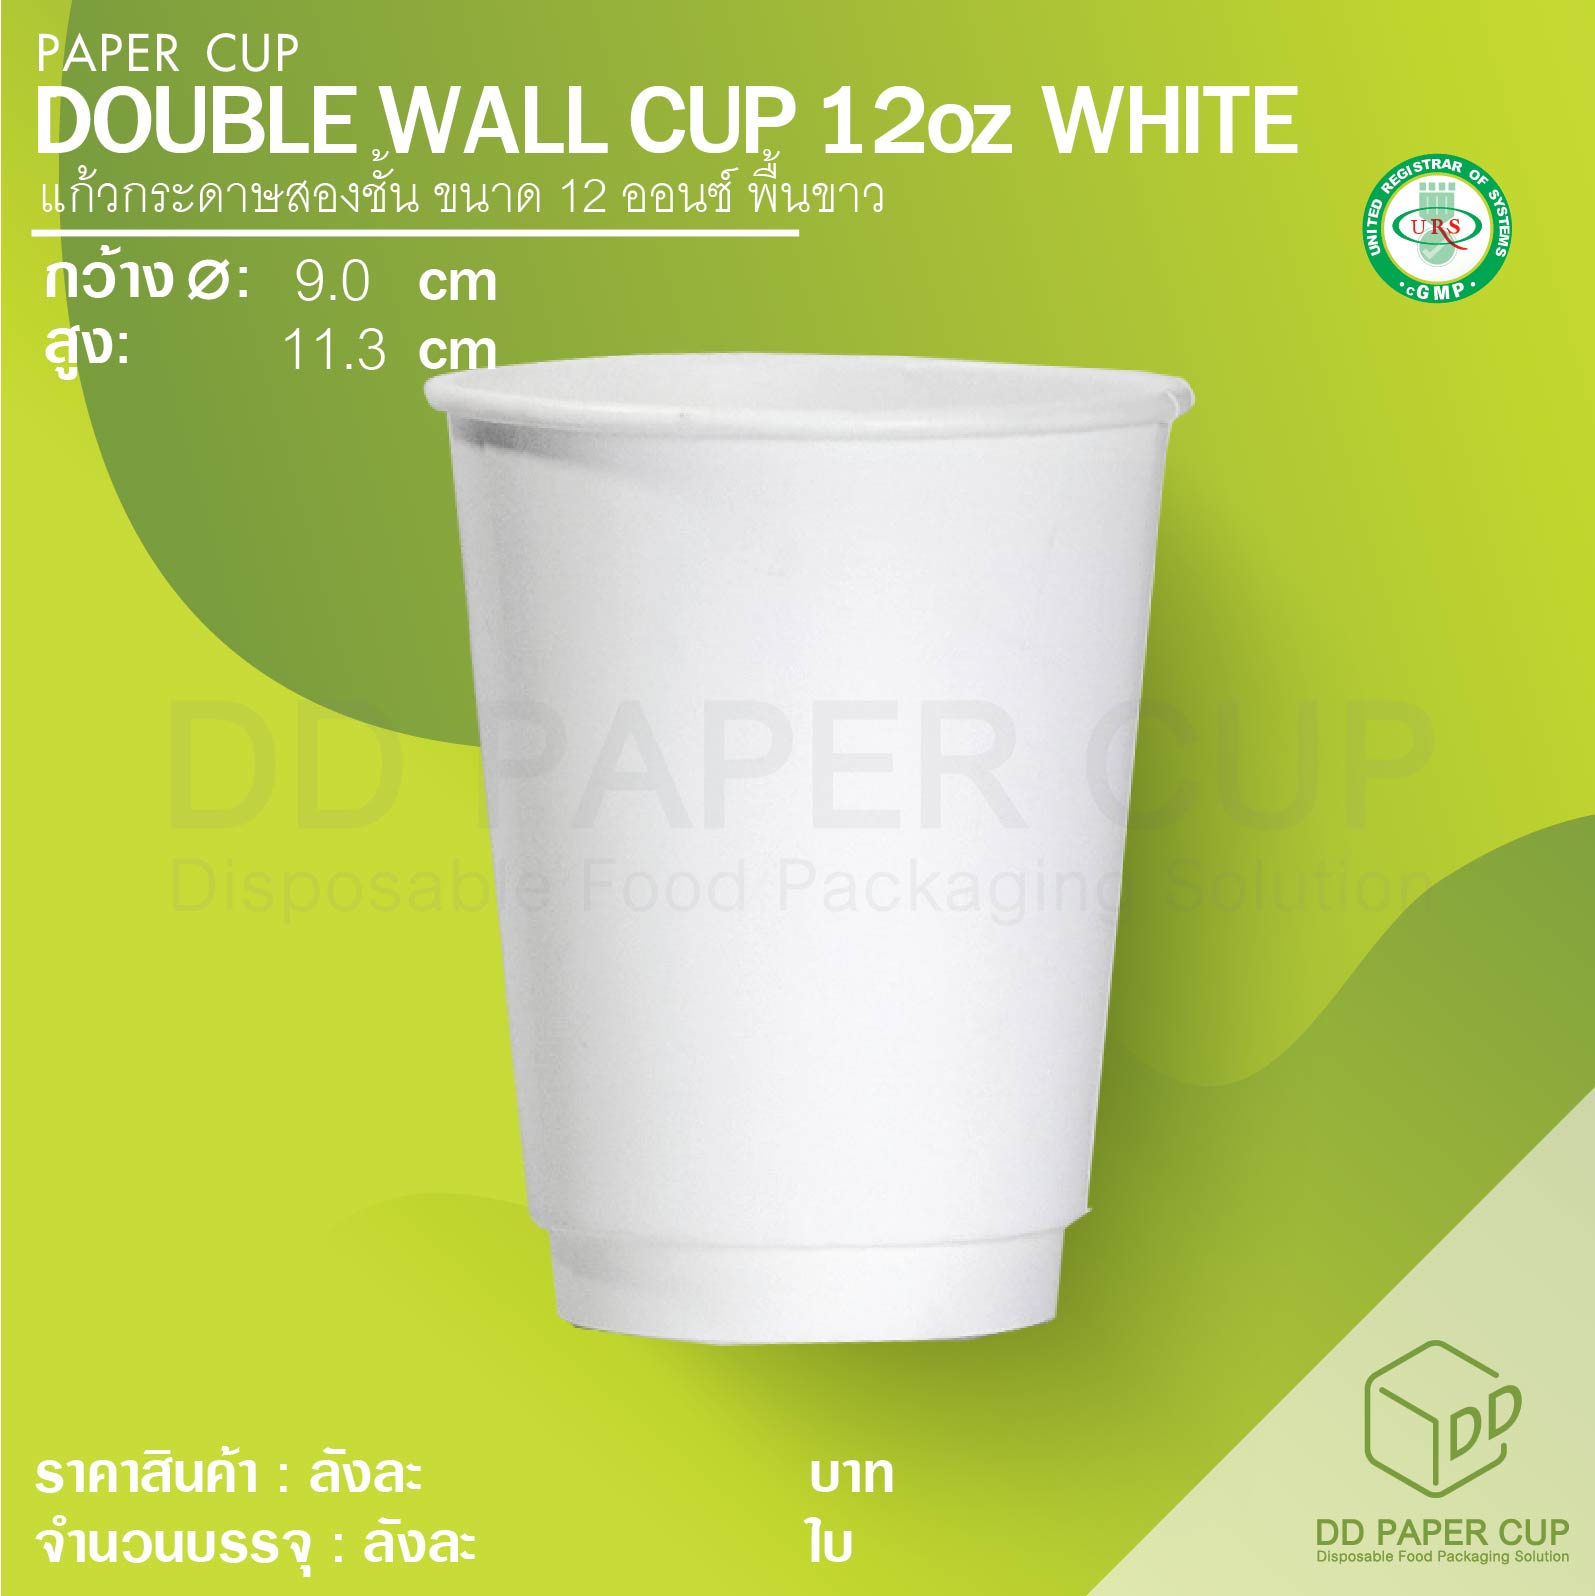 PAPER CUP
DOUBLE WALL CUP 12oz WHITE
แก้วกระดาษสองชั้น ขนาด 12 ออนซ์ พื้นขาว
กว้าง Ø: 9.0 cm
สูง: 11.3 cm
UNITED REGISTRAR OF SYSTEMS
URS
• cGMP •
DD PAPER CUP
Disposable Food Packaging Solution
ราคาสินค้า : ลังละ บาท
จำนวนบรรจุ : ลังละ ใบ
DD
DD PAPER CUP
Disposable Food Packaging Solution